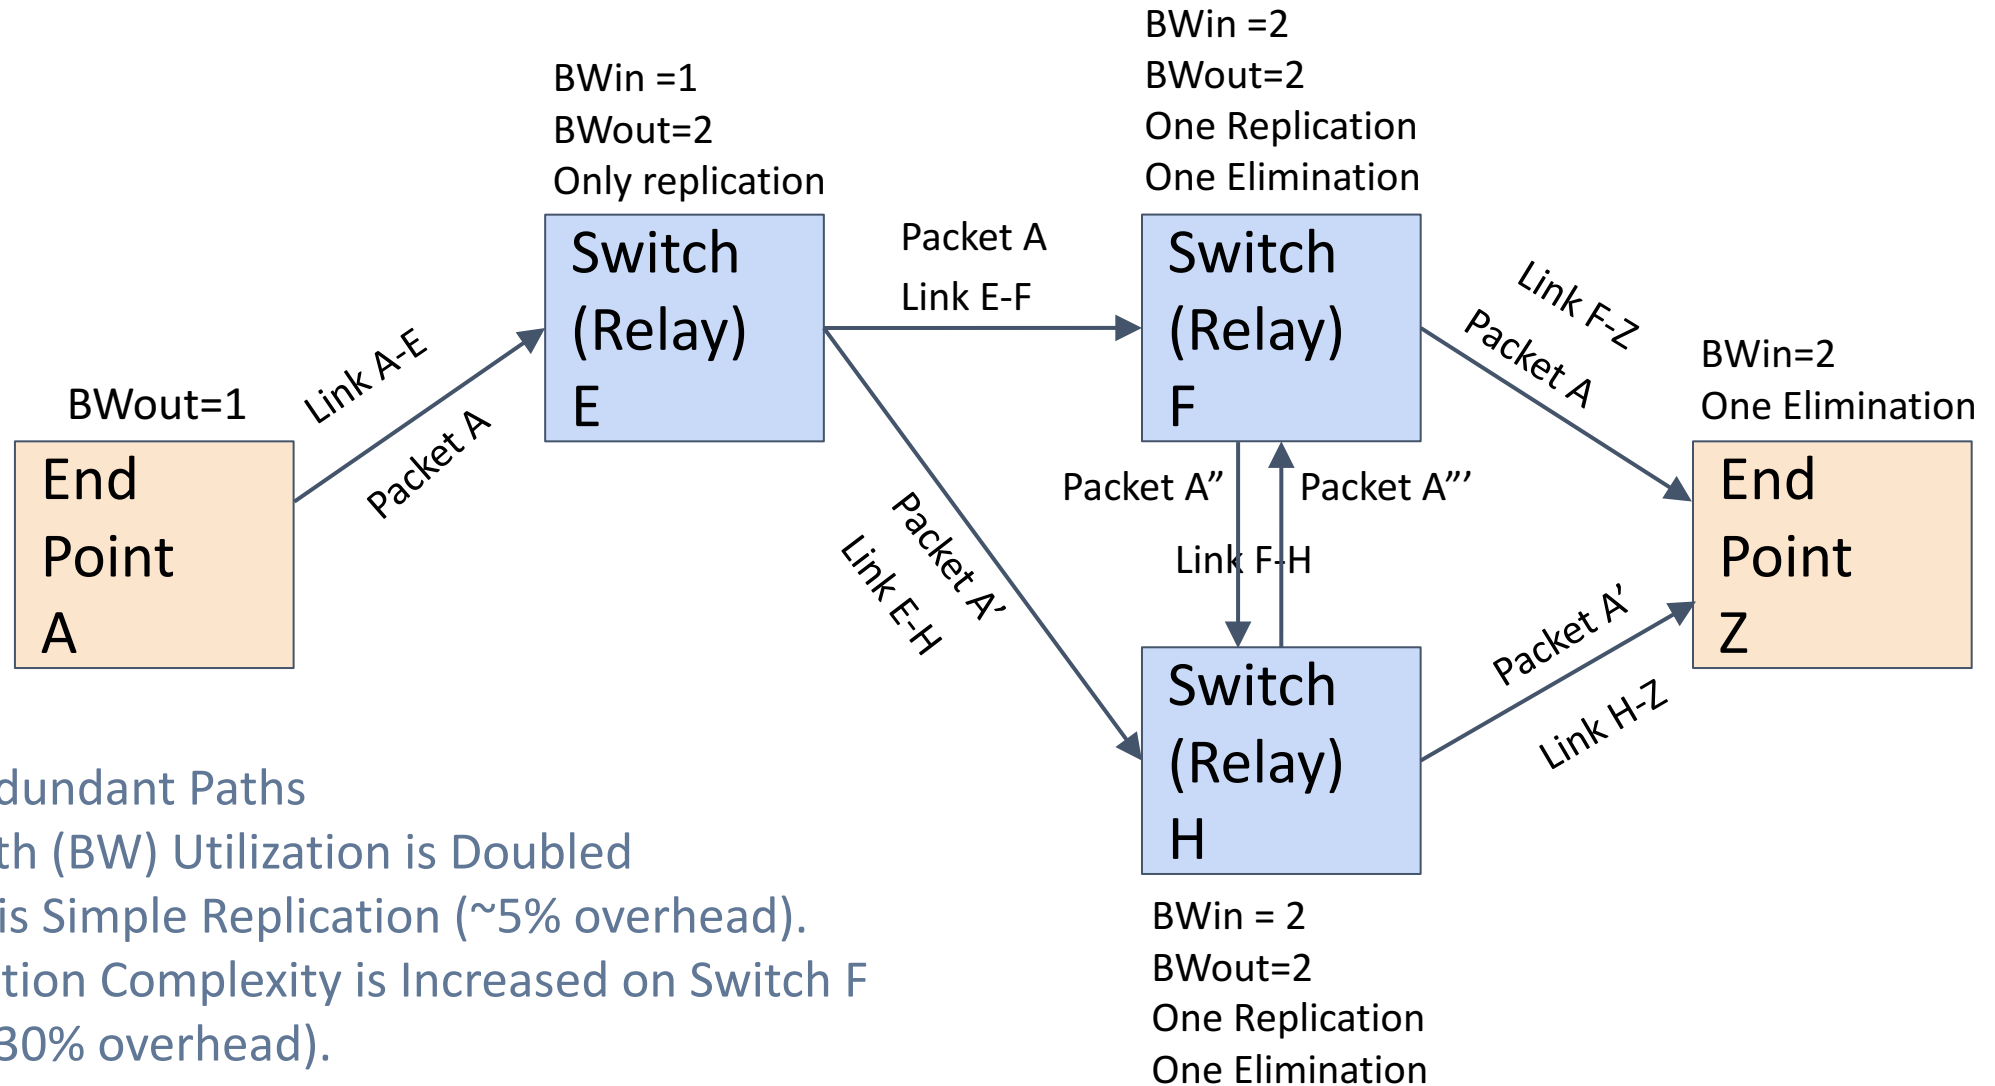 BWin =2
BWout=2
One Replication
One Elimination
BWin =1
BWout=2
Only replication
Switch
(Relay)
E
Packet A
Link E-F
Switch
(Relay)
F
Link F-Z
Packet A
BWin=2
One Elimination
BWout=1
Link A-E
Packet A
End
Point
A
Packet A'
Link E-H
Packet A”
Packet A”’
Link F-H
End
Point
Z
Switch
(Relay)
H
Packet A’
Link H-Z
BWin = 2
BWout=2
One Replication
One Elimination
dundant Paths
th (BW) Utilization is Doubled
is Simple Replication (~5% overhead).
tion Complexity is Increased on Switch F
30% overhead).